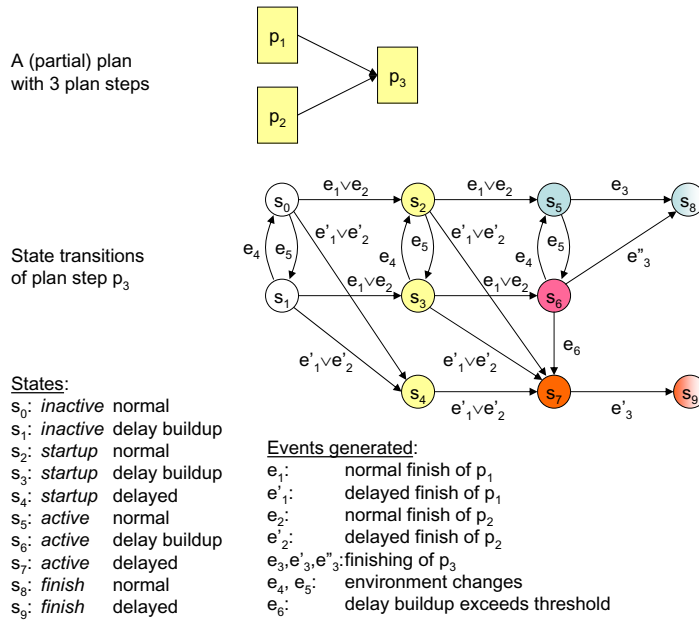 A (partial) plan
with 3 plan steps
p₁
p₂
p₃
State transitions
of plan step p₃
e₁∨e₂
e₁∨e₂
e₃
s₀
s₂
s₅
s₈
e'₁∨e'₂
e'₁∨e'₂
e₄
e₅
e₄
e₅
e₄
e₅
e"₃
e₁∨e₂
e₁∨e₂
s₁
s₃
s₆
e'₁∨e'₂
e'₁∨e'₂
e₆
s₄
e'₁∨e'₂
s₇
e'₃
s₉
States:
s₀: inactive normal
s₁: inactive delay buildup
s₂: startup normal
s₃: startup delay buildup
s₄: startup delayed
s₅: active normal
s₆: active delay buildup
s₇: active delayed
s₈: finish normal
s₉: finish delayed
Events generated:
e₁: normal finish of p₁
e'₁: delayed finish of p₁
e₂: normal finish of p₂
e'₂: delayed finish of p₂
e₃,e'₃,e"₃:finishing of p₃
e₄, e₅: environment changes
e₆: delay buildup exceeds threshold